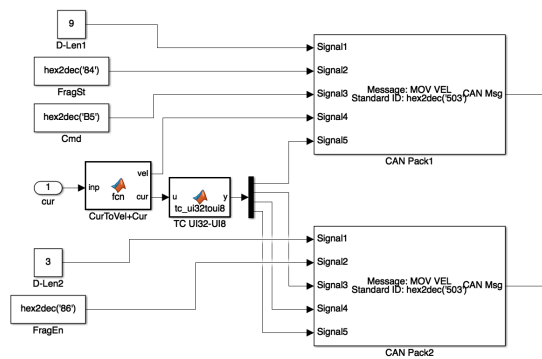 9
D-Len1
hex2dec('84')
FragSt
hex2dec('B5')
Cmd
1
cur
inp
fcn
vel
cur
CurToVel+Cur
u
tc_ui32toui8
y
TC UI32-UI8
3
D-Len2
hex2dec('86')
FragEn
Signal1
Signal2
Signal3
Signal4
Signal5
Message: MOV VEL
Standard ID: hex2dec('503')
CAN Msg
CAN Pack1
Signal1
Signal2
Signal3
Signal4
Signal5
Message: MOV VEL
Standard ID: hex2dec('503')
CAN Msg
CAN Pack2